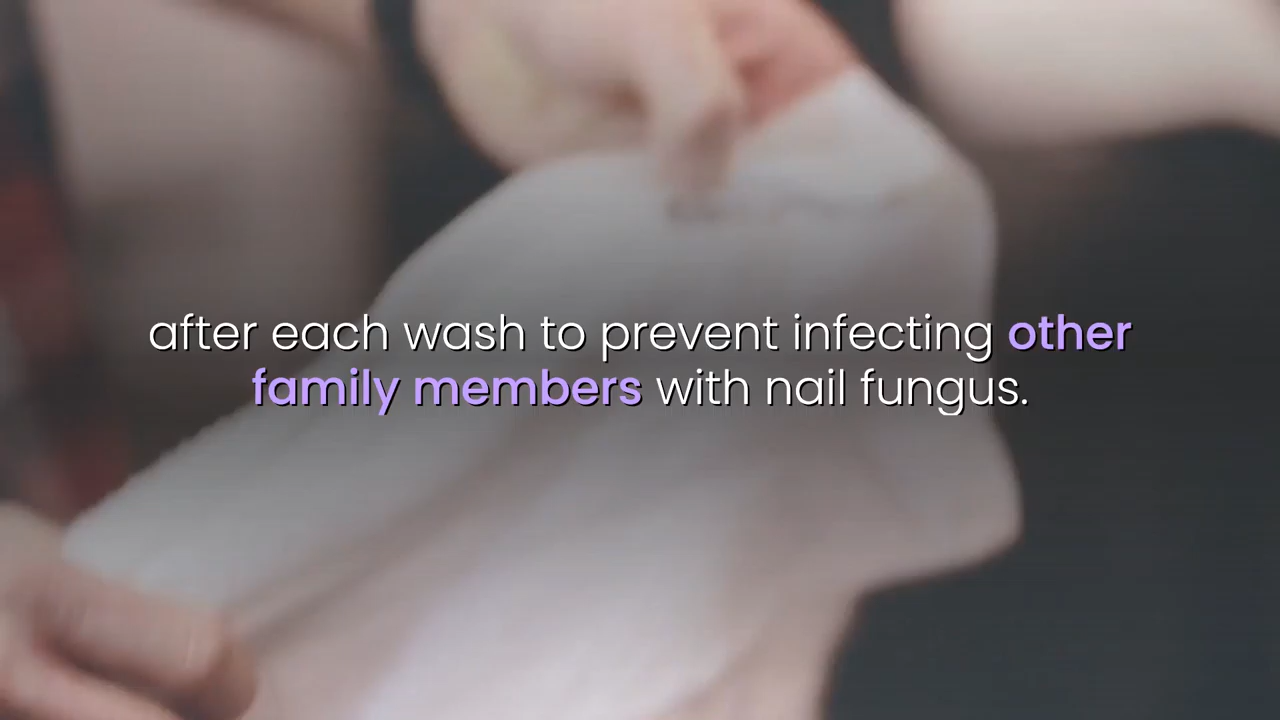 after each wash to prevent infecting other
family members with nail fungus.